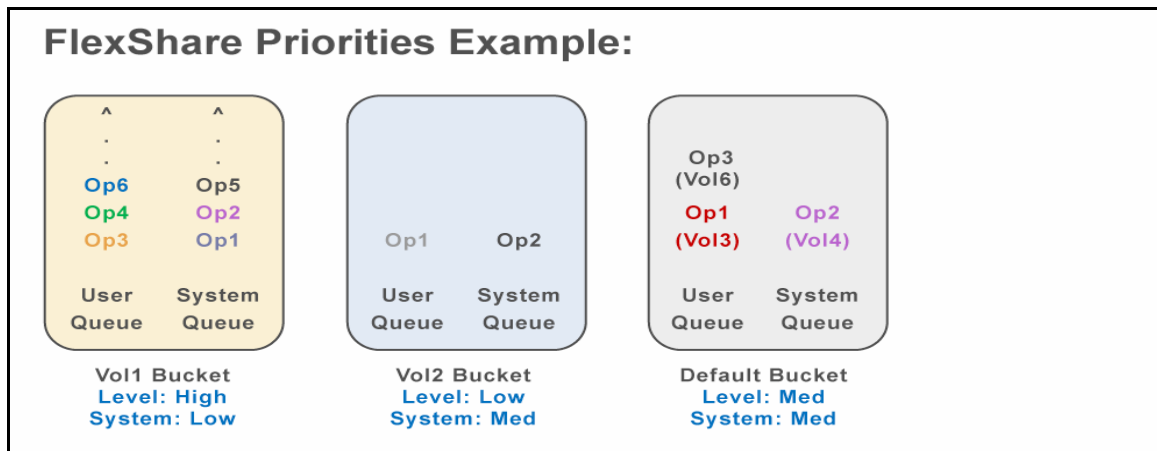 FlexShare Priorities Example:
^ ^
. .
. .
Op6 Op5
Op4 Op2
Op3 Op1
User System
Queue Queue
Vol1 Bucket
Level: High
System: Low
Op1 Op2
User System
Queue Queue
Vol2 Bucket
Level: Low
System: Med
Op3
(Vol6)
Op1 Op2
(Vol3) (Vol4)
User System
Queue Queue
Default Bucket
Level: Med
System: Med